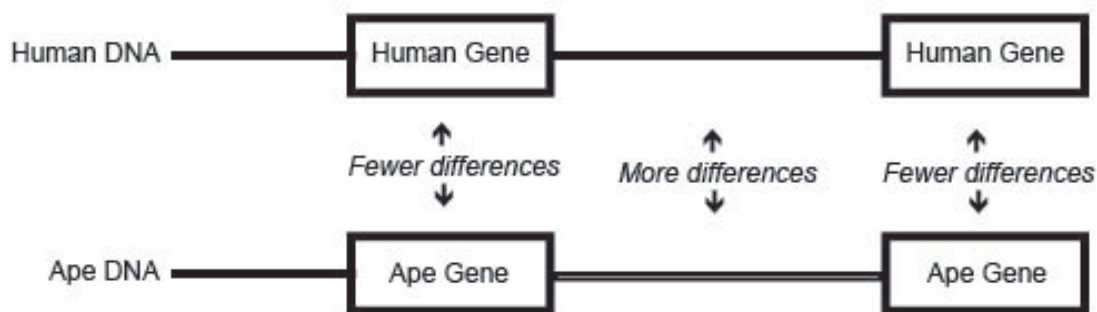 Human DNA
Human Gene
Human Gene
Fewer differences
More differences
Fewer differences
Ape DNA
Ape Gene
Ape Gene